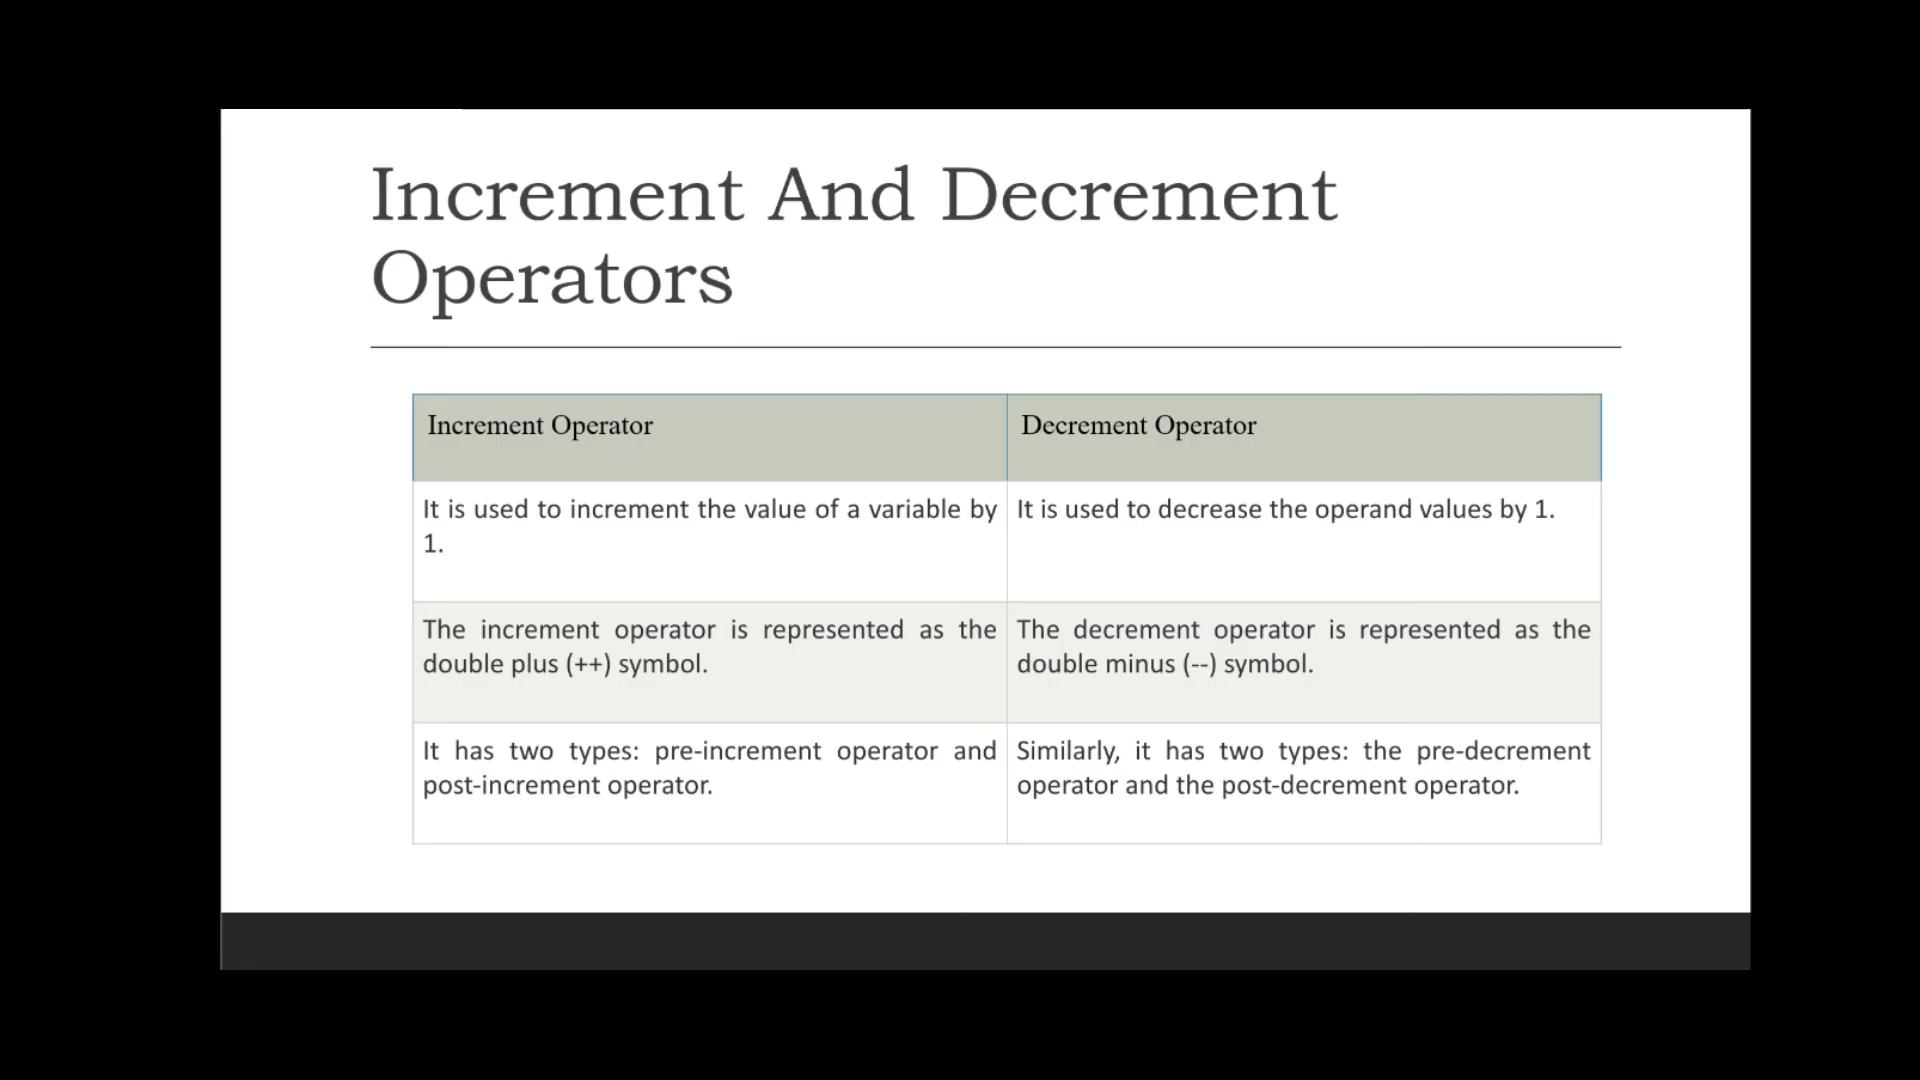 Increment And Decrement
Operators
Increment Operator
Decrement Operator
It is used to increment the value of a variable by
1.
It is used to decrease the operand values by 1.
The increment operator is represented as the
double plus (++) symbol.
The decrement operator is represented as the
double minus (--) symbol.
It has two types: pre-increment operator and
post-increment operator.
Similarly, it has two types: the pre-decrement
operator and the post-decrement operator.